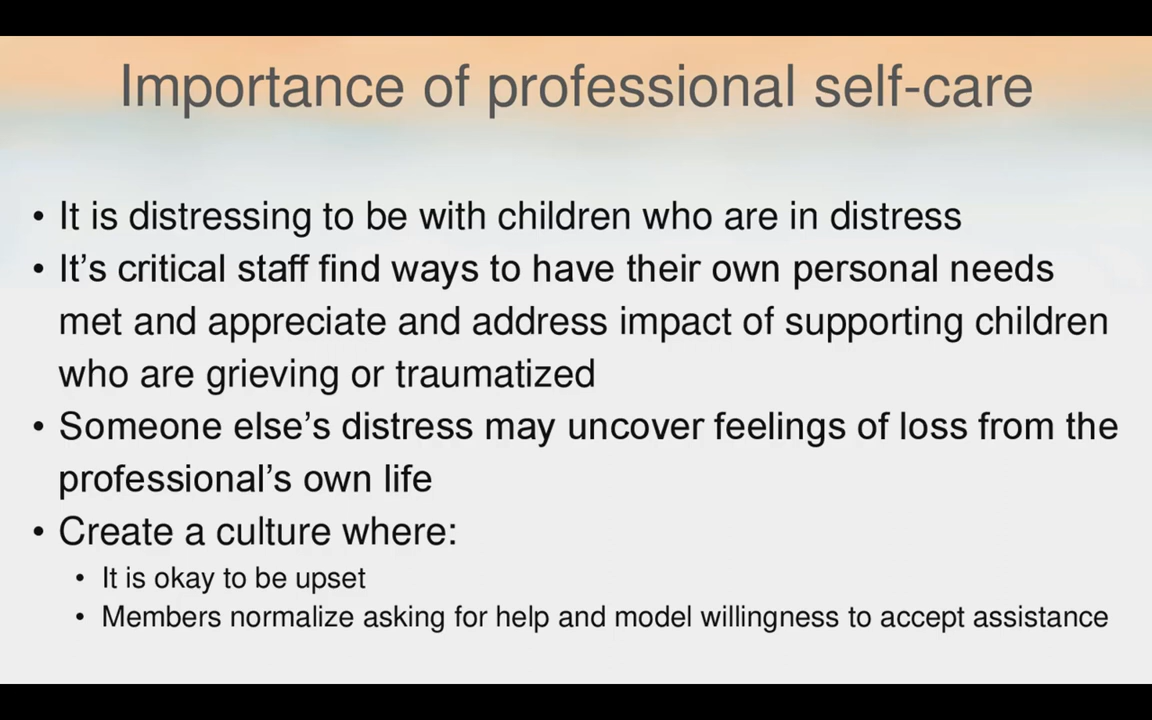 Importance of professional self-care
• It is distressing to be with children who are in distress
• It’s critical staff find ways to have their own personal needs
met and appreciate and address impact of supporting children
who are grieving or traumatized
• Someone else’s distress may uncover feelings of loss from the
professional’s own life
• Create a culture where:
• It is okay to be upset
• Members normalize asking for help and model willingness to accept assistance